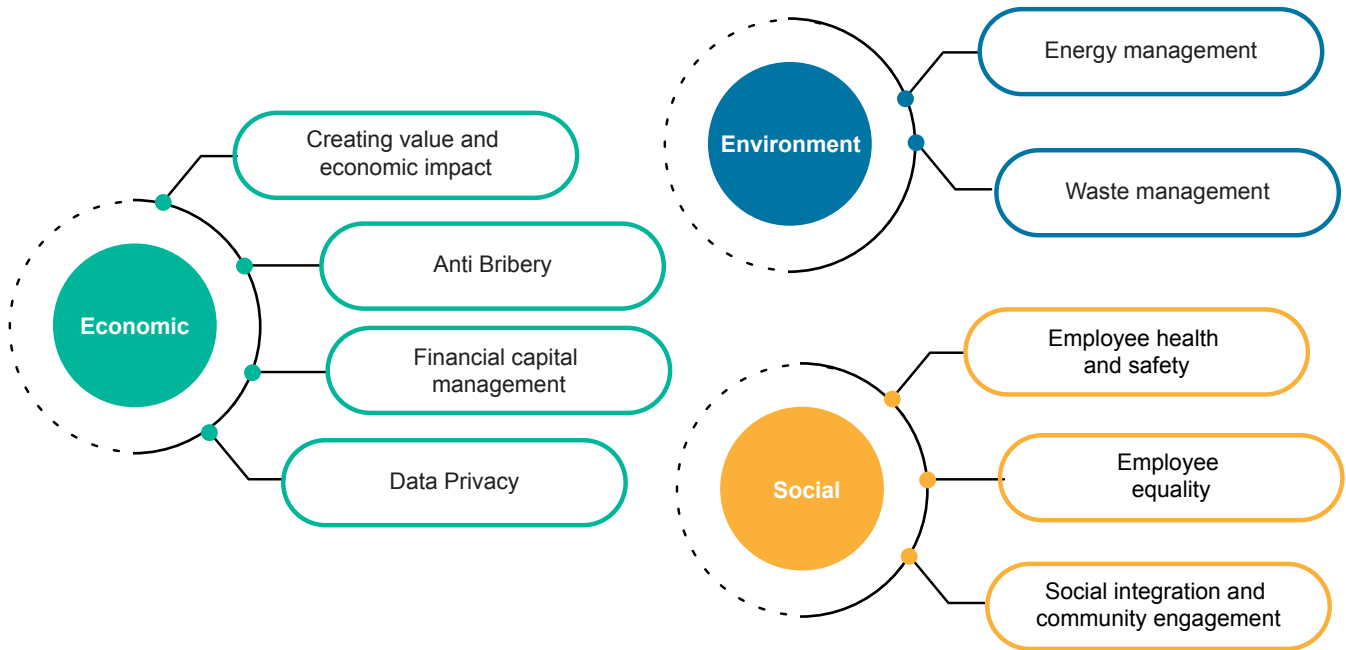 Economic
Creating value and
economic impact
Anti Bribery
Financial capital
management
Data Privacy
Environment
Energy management
Waste management
Social
Employee health
and safety
Employee
equality
Social integration and
community engagement